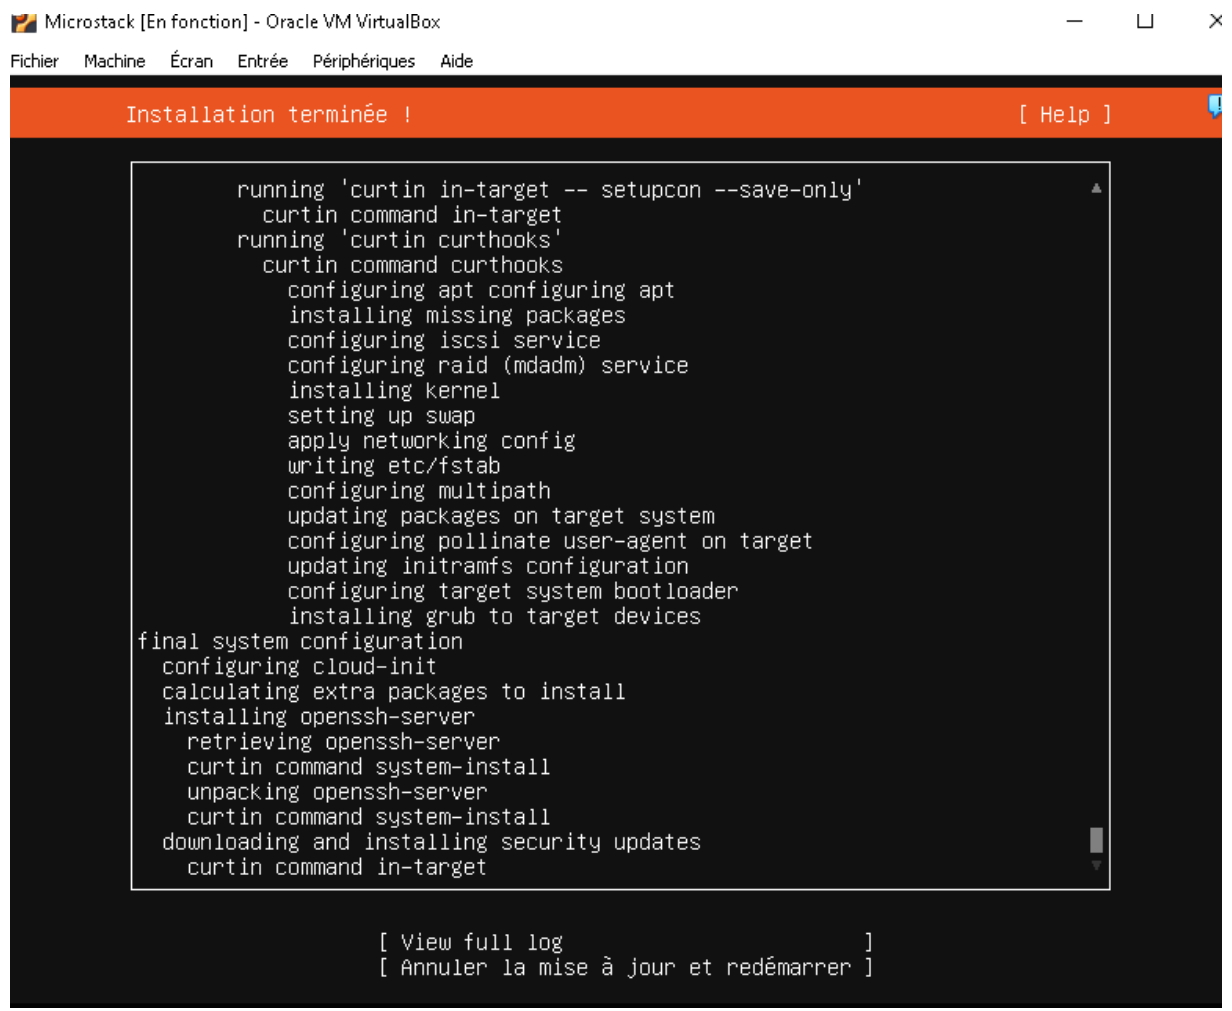 Microstack [En fonction] - Oracle VM VirtualBox
Fichier Machine Écran Entrée Périphériques Aide
Installation terminée ! [ Help ]
running 'curtin in-target -- setupcon --save-only'
curtin command in-target
running 'curtin curthooks'
curtin command curthooks
configuring apt configuring apt
installing missing packages
configuring iscsi service
configuring raid (mdadm) service
installing kernel
setting up swap
apply networking config
writing etc/fstab
configuring multipath
updating packages on target system
configuring pollinate user-agent on target
updating initramfs configuration
configuring target system bootloader
installing grub to target devices
final system configuration
configuring cloud-init
calculating extra packages to install
installing openssh-server
retrieving openssh-server
curtin command system-install
unpacking openssh-server
curtin command system-install
downloading and installing security updates
curtin command in-target
[ View full log ]
[ Annuler la mise à jour et redémarrer ]